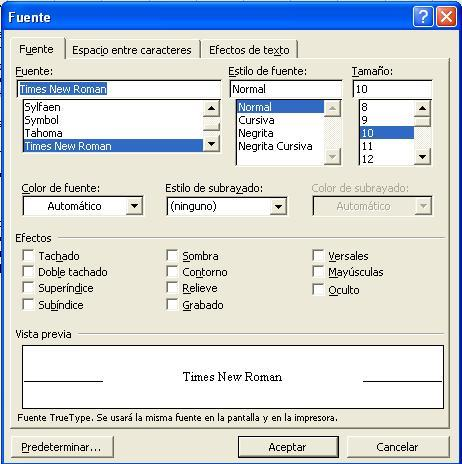 Fuente
Fuente Espacio entre caracteres Efectos de texto
Fuente: Estilo de fuente: Tamaño:
Times New Roman Normal 10
Sylfaen Normal 8
Symbol Cursiva 9
Tahoma Negrita 10
Times New Roman Negrita Cursiva 11
12
Color de fuente: Estilo de subrayado: Color de subrayado:
Automático (ninguno) Automático
Efectos
Tachado Sombra Versales
Doble tachado Contorno Mayúsculas
Superíndice Relieve Oculto
Subíndice Grabado
Vista previa
Times New Roman
Fuente TrueType. Se usará la misma fuente en la pantalla y en la impresora.
Predeterminar... Aceptar Cancelar